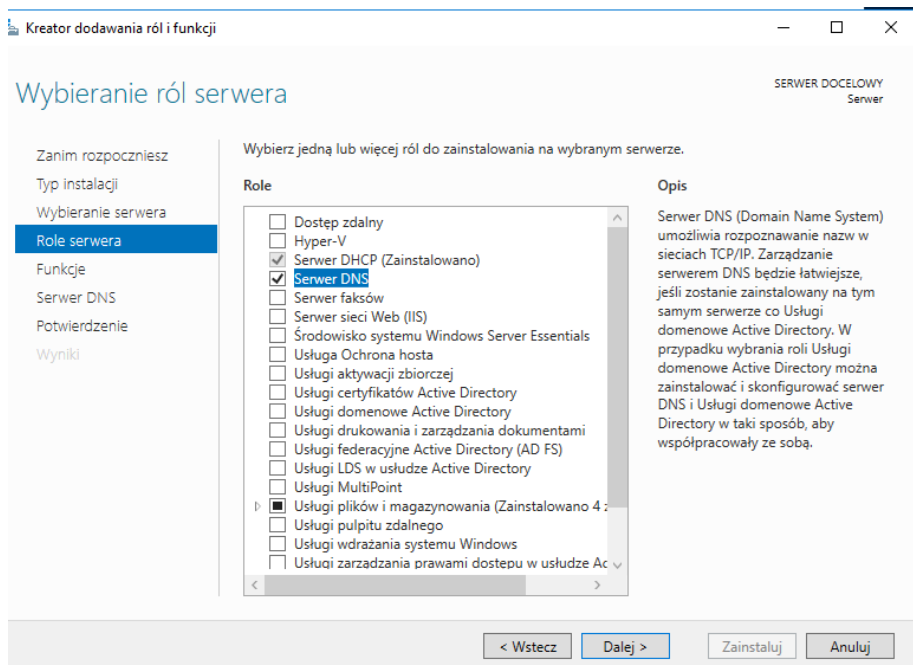 Kreator dodawania ról i funkcji
Wybieranie ról serwera
SERWER DOCELOWY
Serwer
Zanim rozpoczniesz
Typ instalacji
Wybieranie serwera
Role serwera
Funkcje
Serwer DNS
Potwierdzenie
Wyniki
Wybierz jedną lub więcej ról do zainstalowania na wybranym serwerze.
Role
Dostęp zdalny
Hyper-V
Serwer DHCP (Zainstalowano)
Serwer DNS
Serwer faksów
Serwer sieci Web (IIS)
Środowisko systemu Windows Server Essentials
Usługa Ochrona hosta
Usługi aktywacji zbiorczej
Usługi certyfikatów Active Directory
Usługi domenowe Active Directory
Usługi drukowania i zarządzania dokumentami
Usługi federacyjne Active Directory (AD FS)
Usługi LDS w usłudze Active Directory
Usługi MultiPoint
Usługi plików i magazynowania (Zainstalowano 4 z
Usługi pulpitu zdalnego
Usługi wdrażania systemu Windows
Usługi zarządzania prawami dostępu w usłudze Ac
Opis
Serwer DNS (Domain Name System)
umożliwia rozpoznawanie nazw w
sieciach TCP/IP. Zarządzanie
serwerem DNS będzie łatwiejsze,
jeśli zostanie zainstalowany na tym
samym serwerze co Usługi
domenowe Active Directory. W
przypadku wybrania roli Usługi
domenowe Active Directory można
zainstalować i skonfigurować serwer
DNS i Usługi domenowe Active
Directory w taki sposób, aby
współpracowały ze sobą.
< Wstecz
Dalej >
Zainstaluj
Anuluj